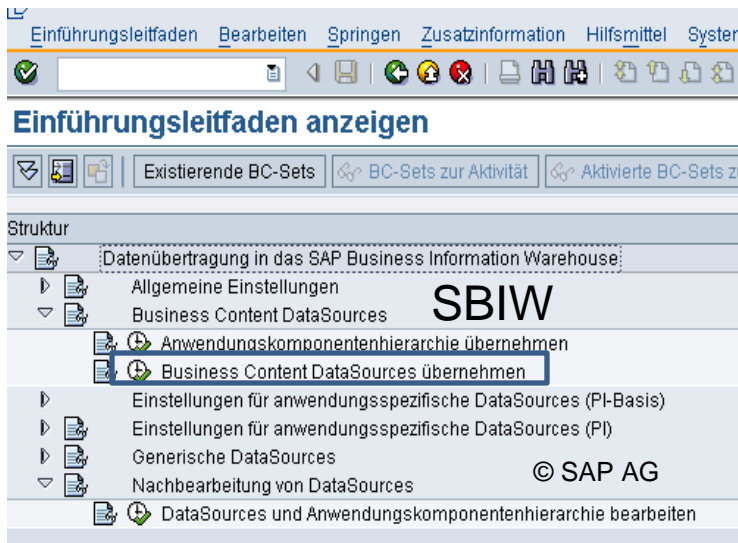 Einführungsleitfaden Bearbeiten Springen Zusatzinformation Hilfsmittel
Einführungsleitfaden anzeigen
Existierende BC-Sets BC-Sets zur Aktivität Aktivierte BC-Sets
Struktur
Datenübertragung in das SAP Business Information Warehouse
Allgemeine Einstellungen
SBIW
Business Content DataSources
Anwendungskomponentenhierarchie übernehmen
Business Content DataSources übernehmen
Einstellungen für anwendungsspezifische DataSources (PI-Basis)
Einstellungen für anwendungsspezifische DataSources (PI)
Generische DataSources
© SAP AG
Nachbearbeitung von DataSources
DataSources und Anwendungskomponentenhierarchie bearbeiten